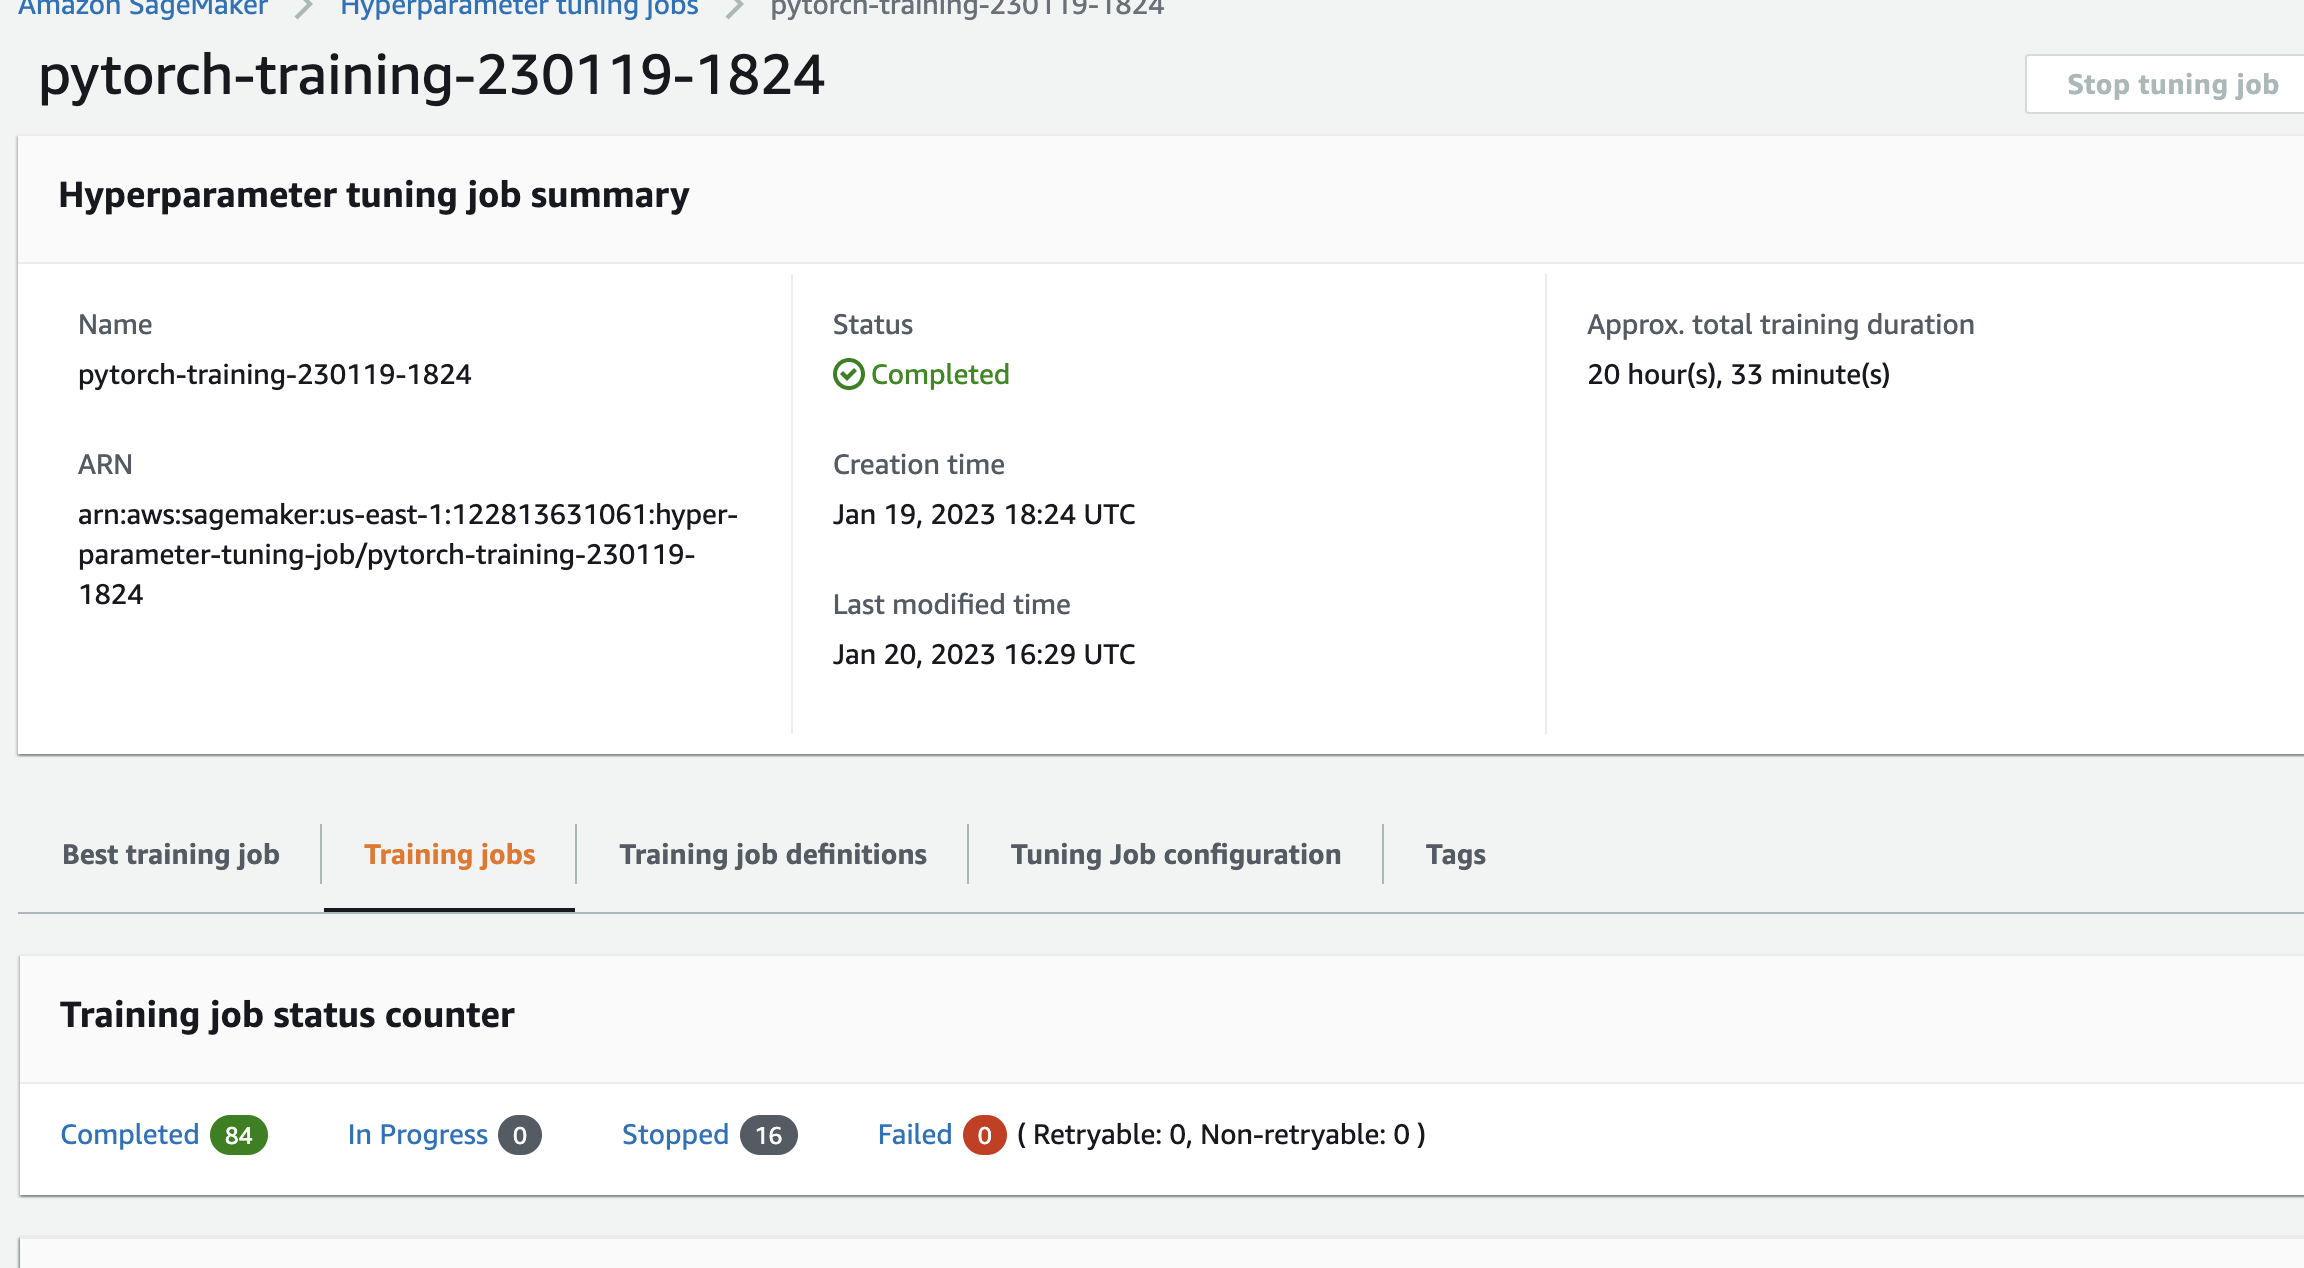 Amazon SageMaker > Hyperparameter tuning jobs > pytorch-training-230119-1824
pytorch-training-230119-1824
Stop tuning job
Hyperparameter tuning job summary
Name
pytorch-training-230119-1824
ARN
arn:aws:sagemaker:us-east-1:122813631061:hyper-
parameter-tuning-job/pytorch-training-230119-
1824
Status
Completed
Creation time
Jan 19, 2023 18:24 UTC
Last modified time
Jan 20, 2023 16:29 UTC
Approx. total training duration
20 hour(s), 33 minute(s)
Best training job
Training jobs
Training job definitions
Tuning Job configuration
Tags
Training job status counter
Completed 84 In Progress 0 Stopped 16 Failed 0 ( Retryable: 0, Non-retryable: 0 )